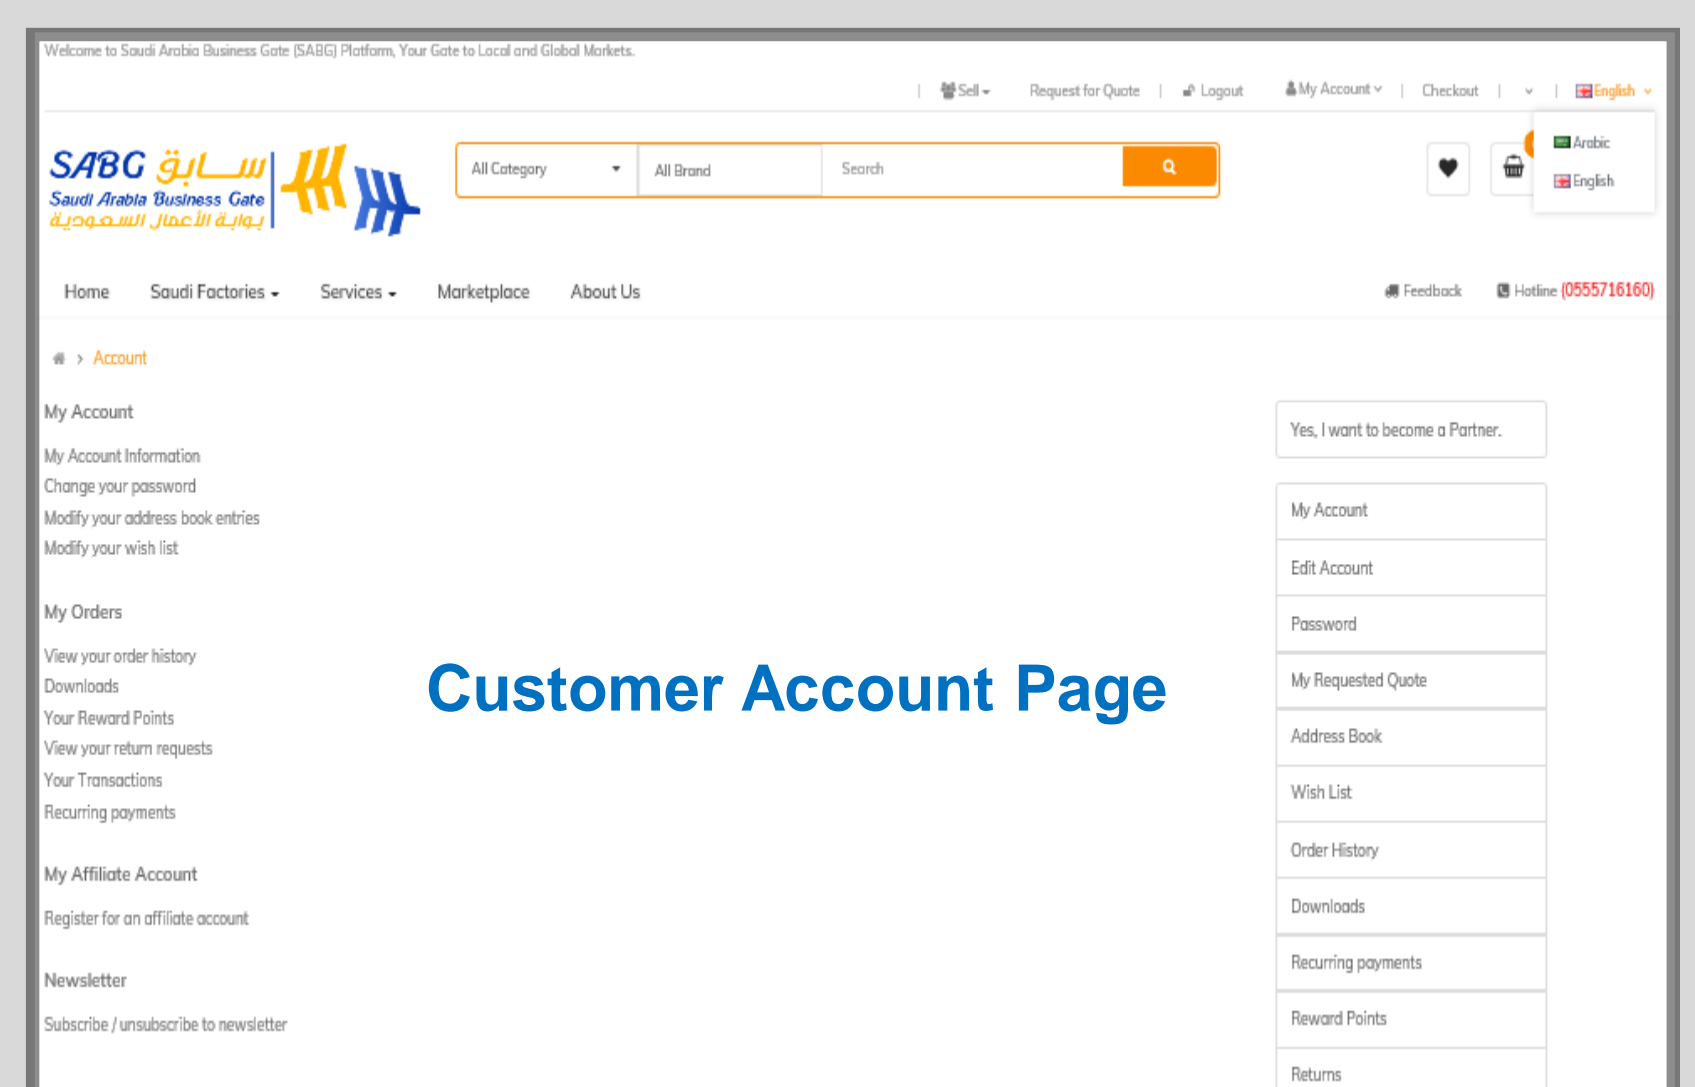 Welcome to Saudi Arabia Business Gate (SABG) Platform, Your Gate to Local and Global Markets.
| Sell Request for Quote | Logout My Account | Checkout | | English
Arabic
English
SABG سابق
Saudi Arabia Business Gate
بوابة الأعمال السعودية
All Category All Brand Search
Home Saudi Factories Services Marketplace About Us Feedback Hotline (0555716160)
> Account
My Account
My Account Information
Change your password
Modify your address book entries
Modify your wish list
My Orders
View your order history
Downloads
Your Reward Points
View your return requests
Your Transactions
Recurring payments
My Affiliate Account
Register for an affiliate account
Newsletter
Subscribe / unsubscribe to newsletter
Customer Account Page
Yes, I want to become a Partner.
My Account
Edit Account
Password
My Requested Quote
Address Book
Wish List
Order History
Downloads
Recurring payments
Reward Points
Returns